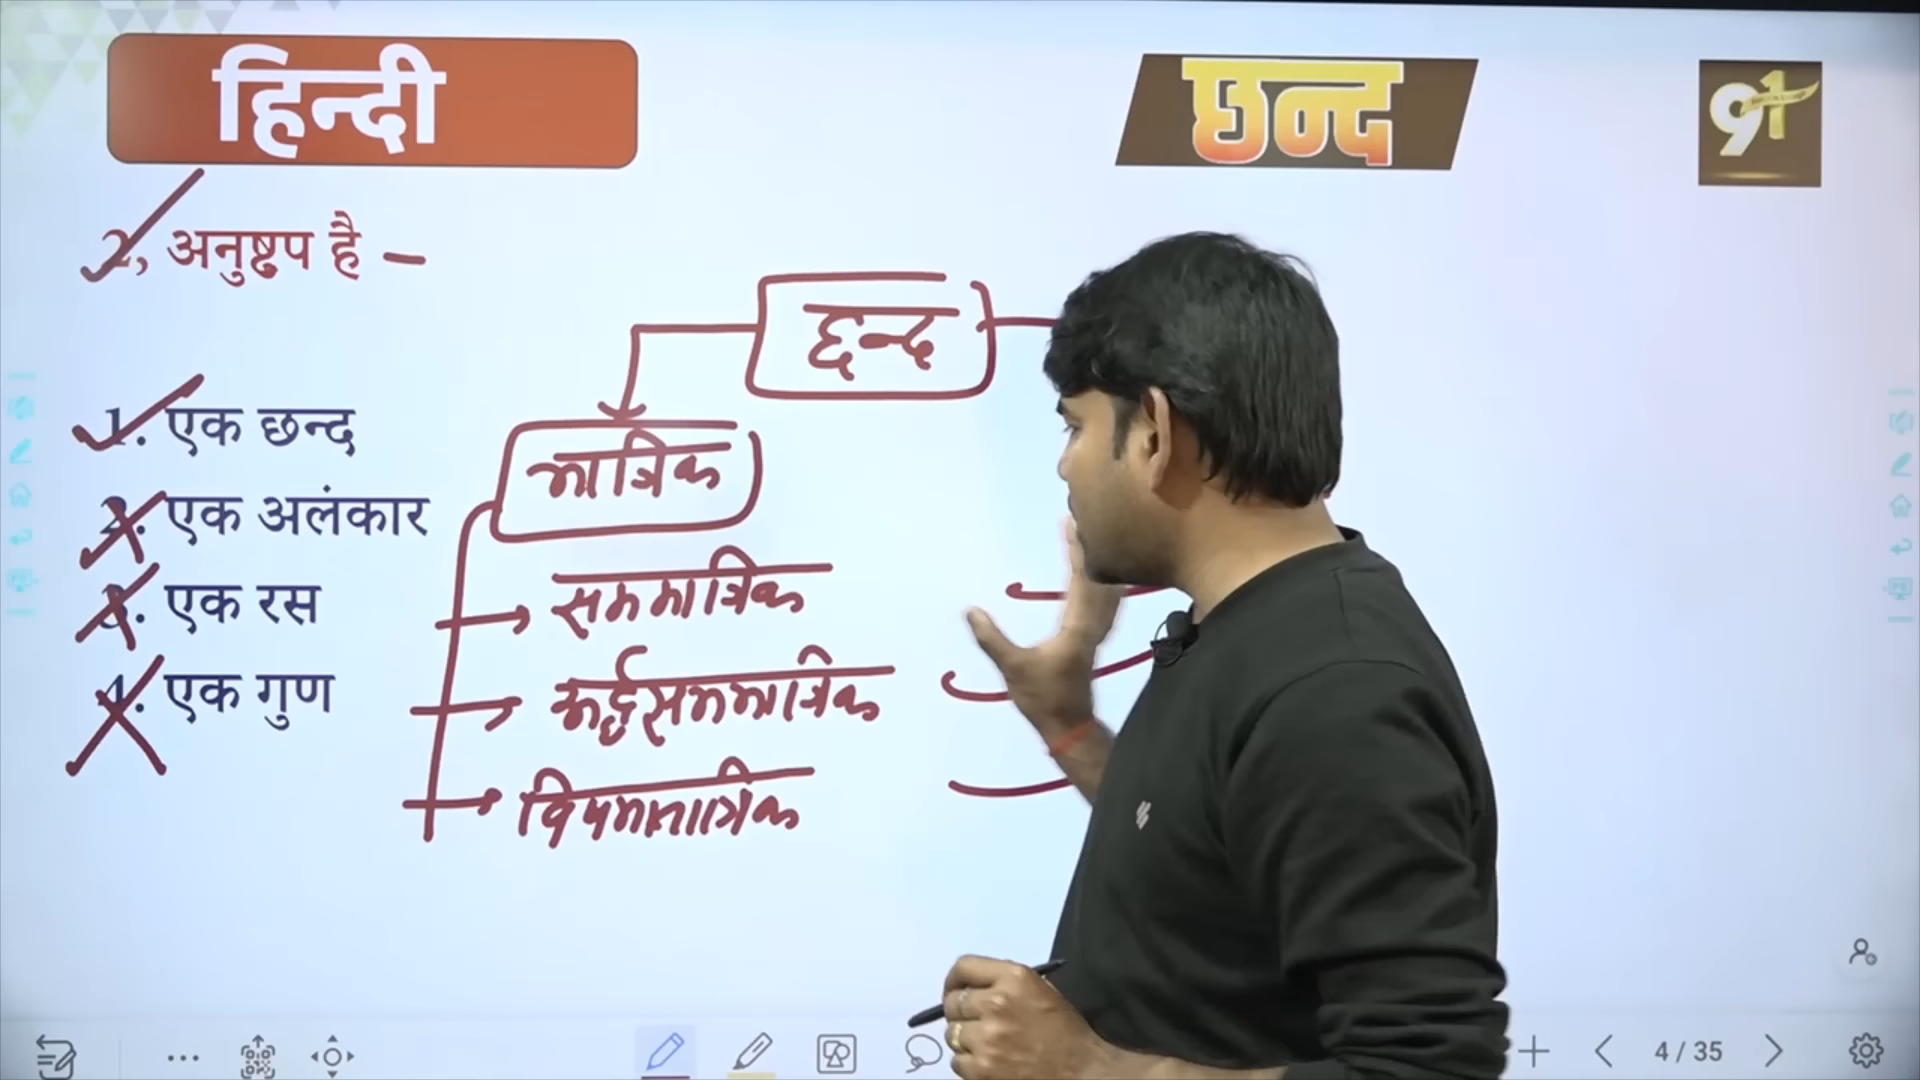 हिन्दी
छन्द
91
2, अनुष्टुप है –
छन्द
1. एक छन्द
मात्रिक
2. एक अलंकार
3. एक रस
सममात्रिक
4. एक गुण
अर्द्धसममात्रिक
विषममात्रिक
4 / 35